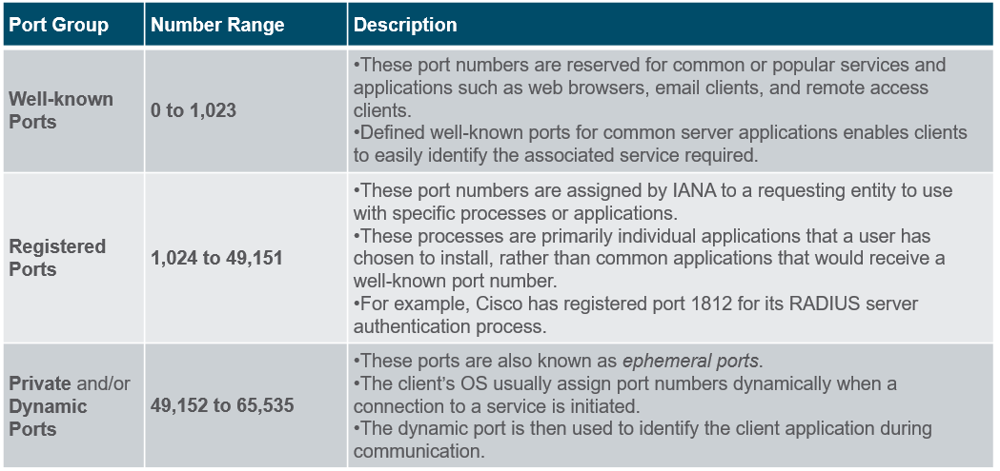 Port Group Number Range Description
Well-known
Ports
0 to 1,023
•These port numbers are reserved for common or popular services and
applications such as web browsers, email clients, and remote access
clients.
•Defined well-known ports for common server applications enables clients
to easily identify the associated service required.
Registered
Ports
1,024 to 49,151
•These port numbers are assigned by IANA to a requesting entity to use
with specific processes or applications.
•These processes are primarily individual applications that a user has
chosen to install, rather than common applications that would receive a
well-known port number.
•For example, Cisco has registered port 1812 for its RADIUS server
authentication process.
Private and/or
Dynamic
Ports
49,152 to 65,535
•These ports are also known as ephemeral ports.
•The client’s OS usually assign port numbers dynamically when a
connection to a service is initiated.
•The dynamic port is then used to identify the client application during
communication.